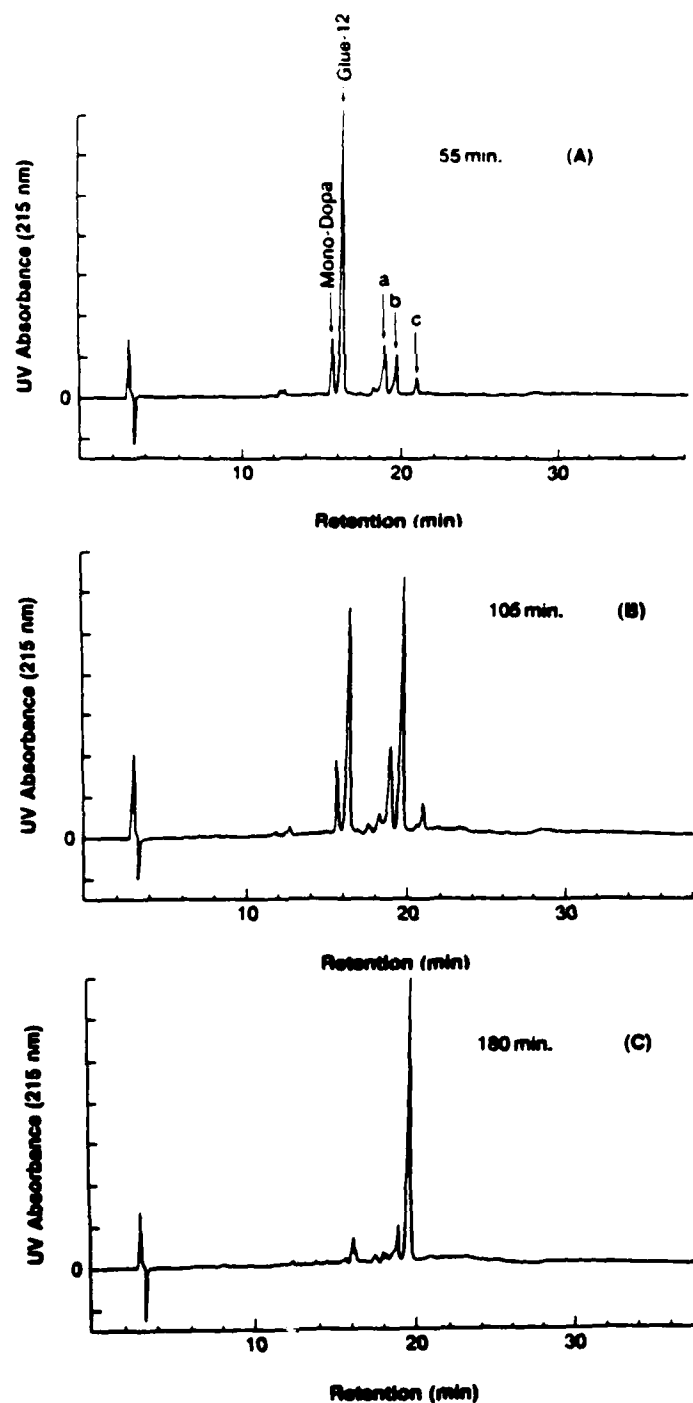 Glue-12
Mono-Dopa
a
b
c
55 min. (A)
UV Absorbance (215 nm)
0
10 20 30
Retention (min)
105 min. (B)
UV Absorbance (215 nm)
0
10 20 30
Retention (min)
180 min. (C)
UV Absorbance (215 nm)
0
10 20 30
Retention (min)